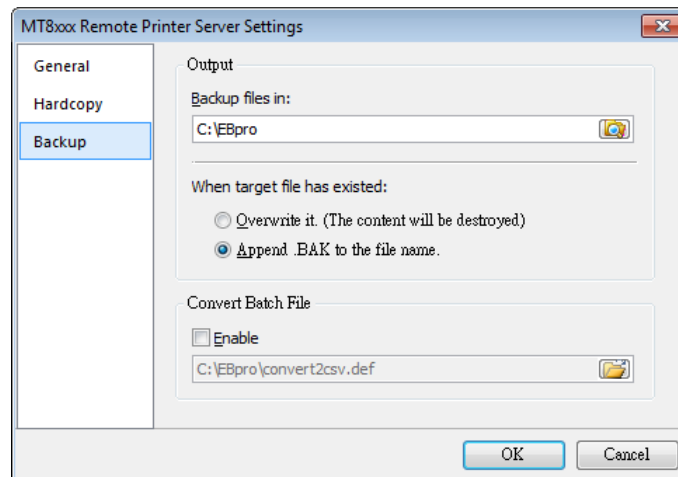 MT8xxx Remote Printer Server Settings
General
Hardcopy
Backup
Output
Backup files in:
C:\EBpro
When target file has existed:
Overwrite it. (The content will be destroyed)
Append .BAK to the file name.
Convert Batch File
Enable
C:\EBpro\convert2csv.def
OK
Cancel